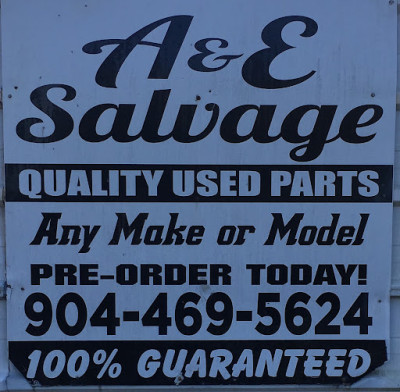 A&E
Salvage
QUALITY USED PARTS
Any Make or Model
PRE-ORDER TODAY!
904-469-5624
100% GUARANTEED